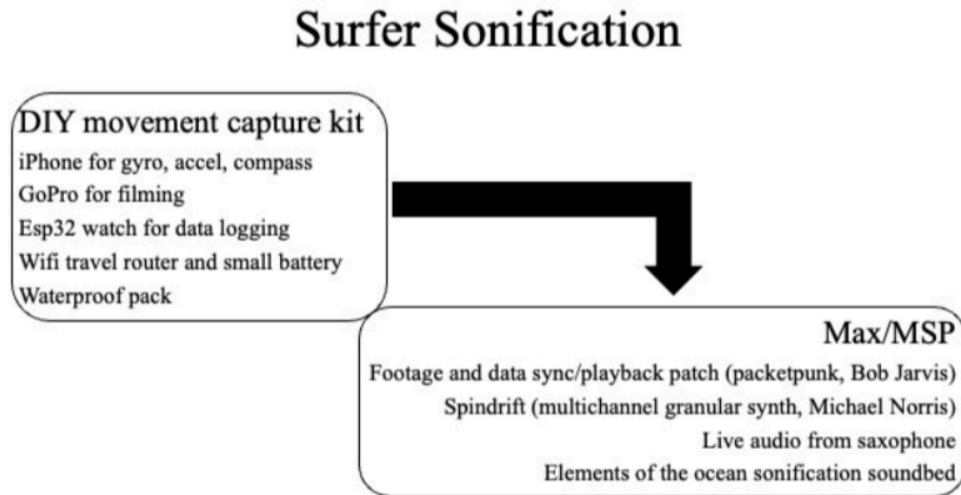 Surfer Sonification
DIY movement capture kit
iPhone for gyro, accel, compass
GoPro for filming
Esp32 watch for data logging
Wifi travel router and small battery
Waterproof pack
Max/MSP
Footage and data sync/playback patch (packetpunk, Bob Jarvis)
Spindrift (multichannel granular synth, Michael Norris)
Live audio from saxophone
Elements of the ocean sonification soundbed